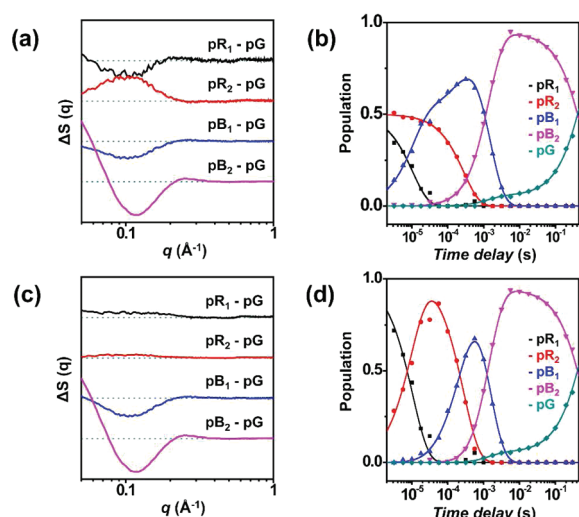 (a)
pR1 - pG
pR2 - pG
pB1 - pG
pB2 - pG
ΔS (q)
0.1
1
q (Å-1)
(b)
1.0
0.5
0.0
Population
pR1
pR2
pB1
pB2
pG
10-5 10-4 10-3 10-2 10-1
Time delay (s)
(c)
pR1 - pG
pR2 - pG
pB1 - pG
pB2 - pG
ΔS (q)
0.1
1
q (Å-1)
(d)
1.0
0.5
0.0
Population
pR1
pR2
pB1
pB2
pG
10-5 10-4 10-3 10-2 10-1
Time delay (s)